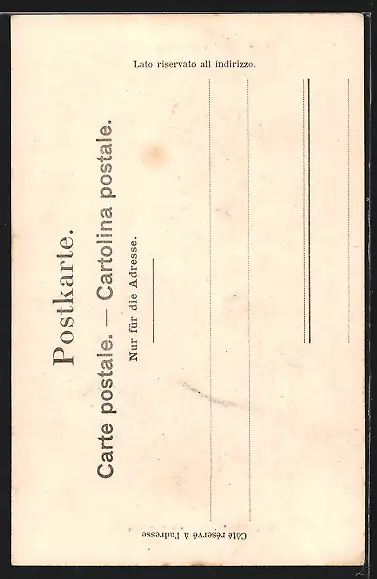 Postkarte.
Carte postale. — Cartolina postale.
Nur für die Adresse.
Côté réservé à l'adresse
Lato riservato all indirizzo.